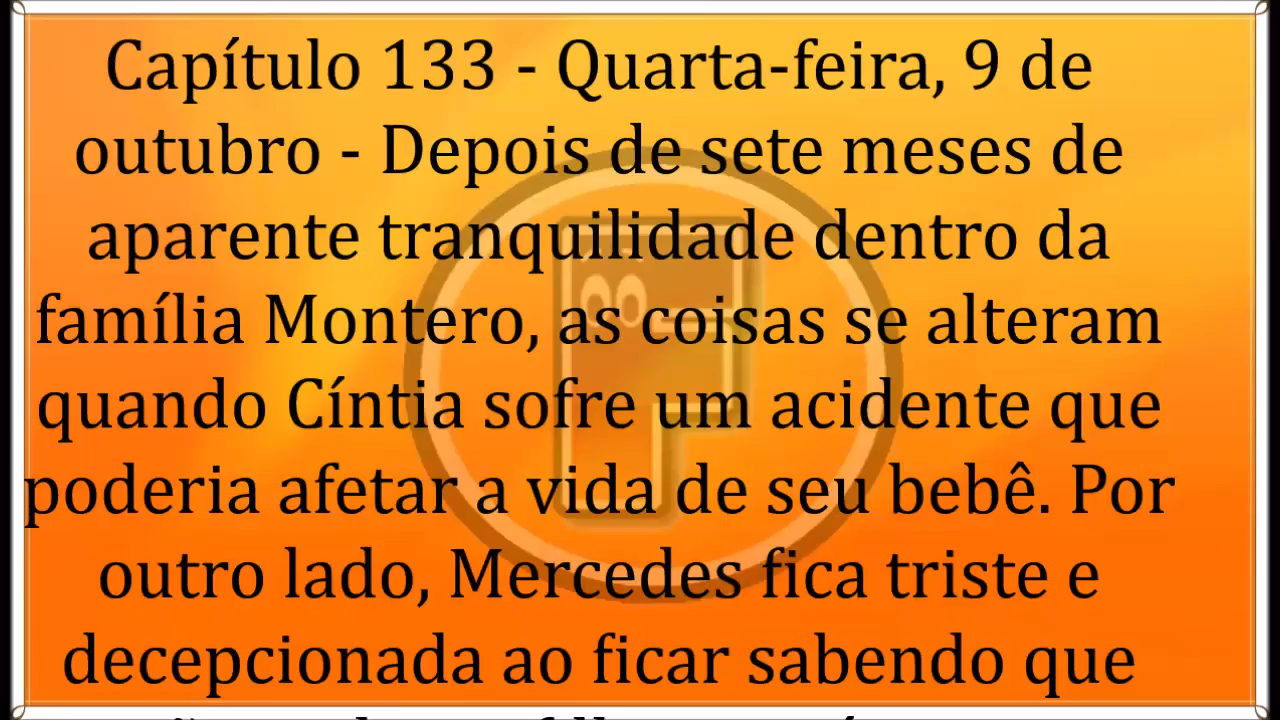 Capítulo 133 - Quarta-feira, 9 de
outubro - Depois de sete meses de
aparente tranquilidade dentro da
família Montero, as coisas se alteram
quando Cíntia sofre um acidente que
poderia afetar a vida de seu bebê. Por
outro lado, Mercedes fica triste e
decepcionada ao ficar sabendo que